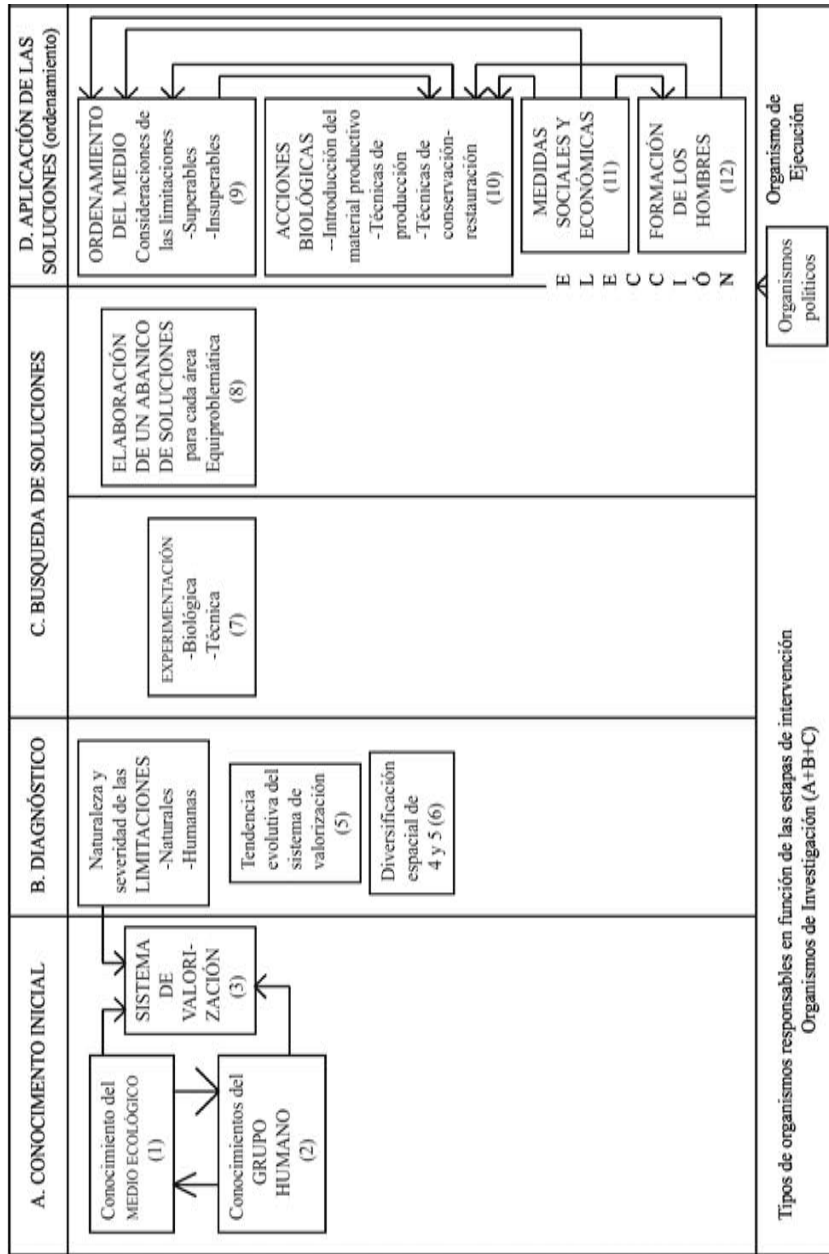 A. CONOCIMIENTO INICIAL
B. DIAGNÓSTICO
C. BUSQUEDA DE SOLUCIONES
D. APLICACIÓN DE LAS
SOLUCIONES (ordenamiento)
Conocimiento del
MEDIO ECOLÓGICO
(1)
Conocimientos del
GRUPO
HUMANO
(2)
SISTEMA
DE
VALORI-
ZACIÓN
(3)
Naturaleza y
severidad de las
LIMITACIONES
-Naturales
-Humanas
Tendencia
evolutiva del
sistema de
valorización
(5)
Diversificación
espacial de
4 y 5 (6)
EXPERIMENTACIÓN
-Biológica
-Técnica
(7)
ELABORACIÓN
DE UN ABANICO
DE SOLUCIONES
para cada área
Equiproblemática
(8)
ORDENAMIENTO
DEL MEDIO
Consideraciones de
las limitaciones
-Superables
-Insuperables
(9)
ACCIONES
BIOLÓGICAS
--Introducción del
material productivo
-Técnicas de
producción
-Técnicas de
conservación-
restauración
(10)
MEDIDAS
SOCIALES Y
ECONÓMICAS
(11)
FORMACIÓN
DE LOS
HOMBRES
(12)
E L E C C I Ó N
Tipos de organismos responsables en función de las estapas de intervención
Organismos de Investigación (A+B+C)
Organismos
políticos
Organismo de
Ejecución